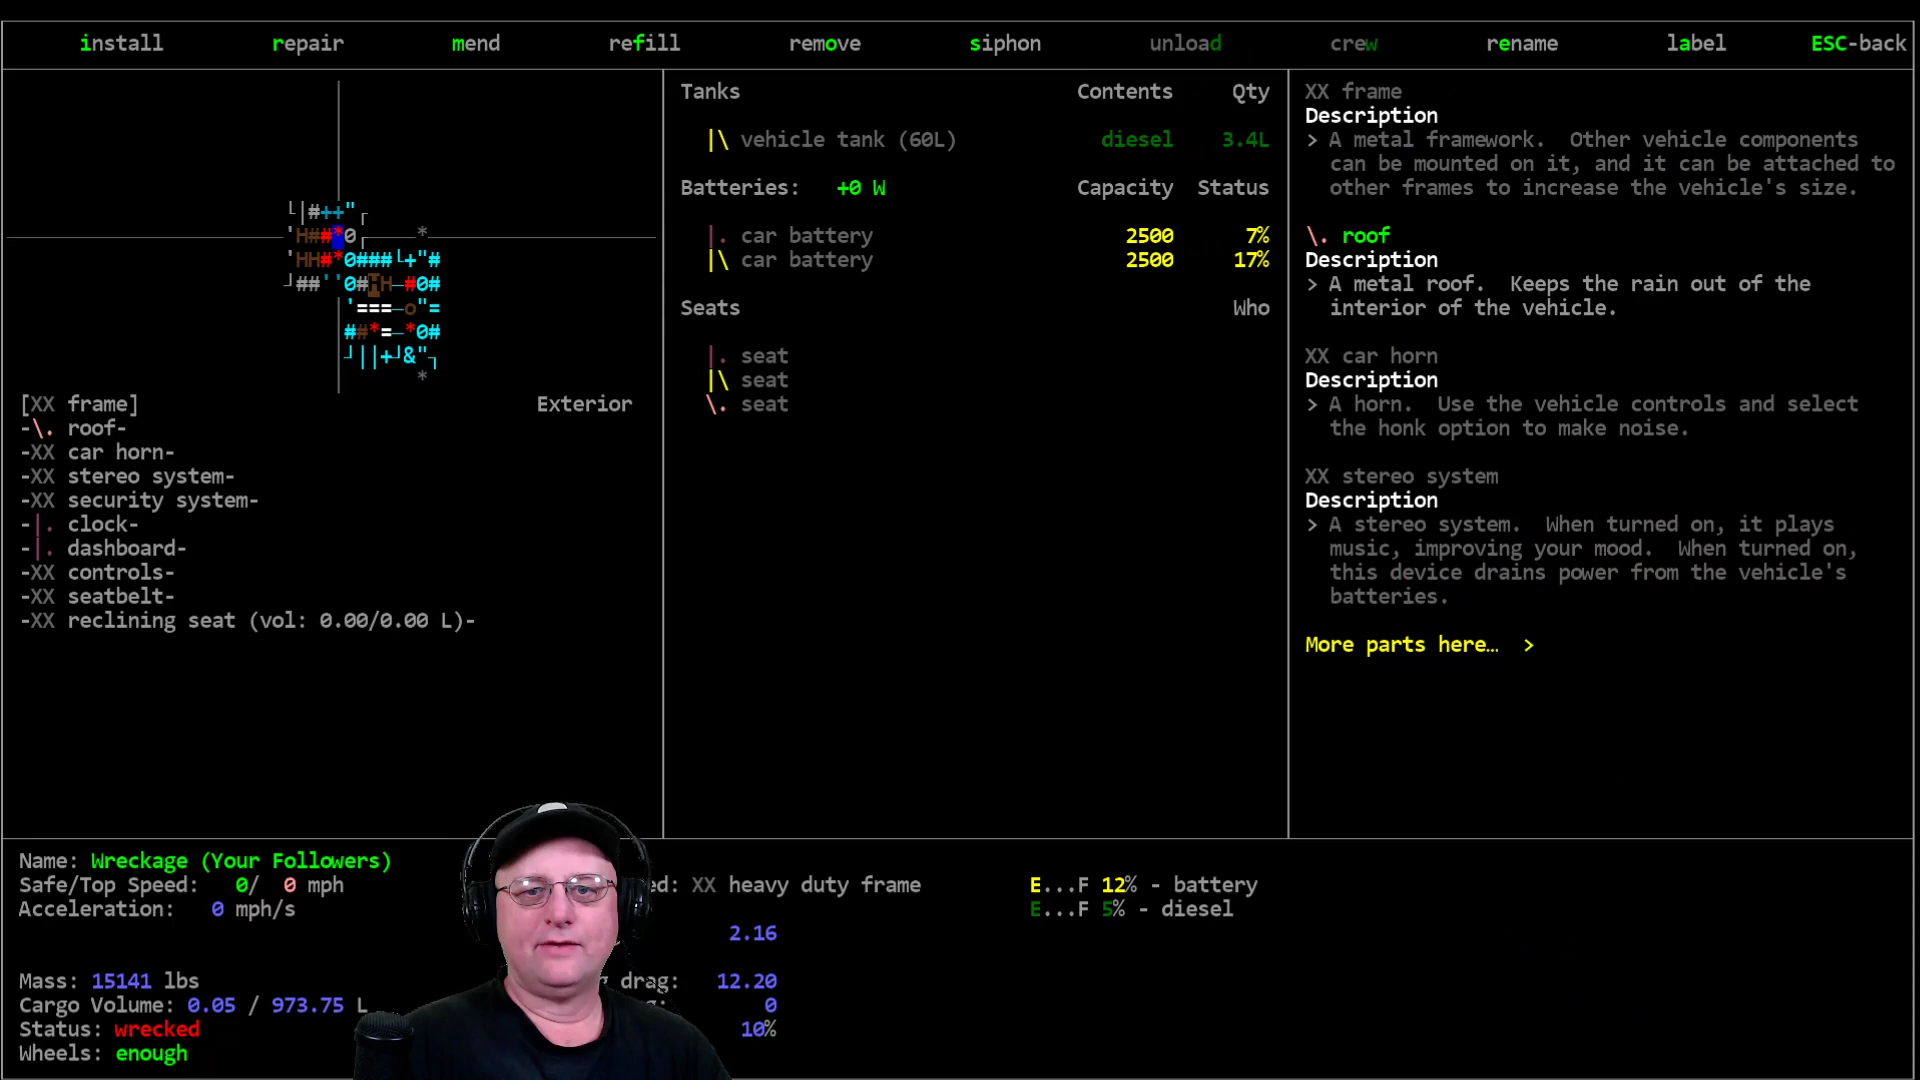 install repair mend refill remove siphon unload crew rename label ESC-back
Tanks Contents Qty
|\ vehicle tank (60L) diesel 3.4L
Batteries: +0 W Capacity Status
|. car battery 2500 7%
|\ car battery 2500 17%
Seats Who
|. seat
|\ seat
\. seat
[XX frame] Exterior
-\. roof-
-XX car horn-
-XX stereo system-
-XX security system-
-|. clock-
-|. dashboard-
-XX controls-
-XX seatbelt-
-XX reclining seat (vol: 0.00/0.00 L)-
XX frame
Description
> A metal framework. Other vehicle components
can be mounted on it, and it can be attached to
other frames to increase the vehicle's size.
\. roof
Description
> A metal roof. Keeps the rain out of the
interior of the vehicle.
XX car horn
Description
> A horn. Use the vehicle controls and select
the honk option to make noise.
XX stereo system
Description
> A stereo system. When turned on, it plays
music, improving your mood. When turned on,
this device drains power from the vehicle's
batteries.
More parts here… >
Name: Wreckage (Your Followers)
Safe/Top Speed: 0/ 0 mph
Acceleration: 0 mph/s
Mass: 15141 lbs
Cargo Volume: 0.05 / 973.75 L
Status: wrecked
Wheels: enough
XX heavy duty frame
2.16
drag: 12.20
0
10%
E...F 12% - battery
E...F 5% - diesel